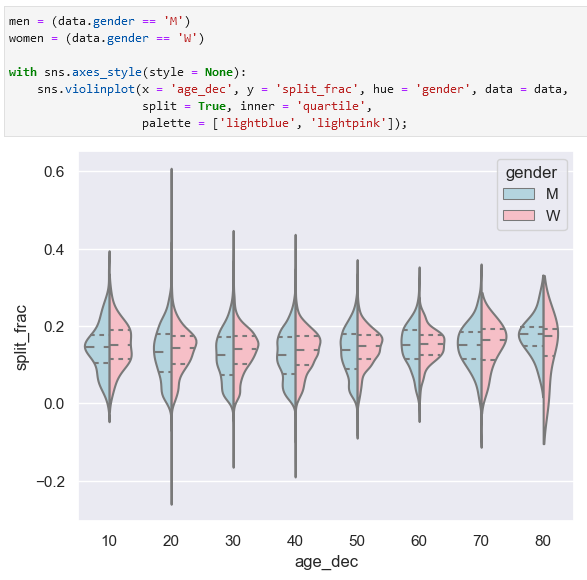 men = (data.gender == 'M')
women = (data.gender == 'W')
with sns.axes_style(style = None):
sns.violinplot(x = 'age_dec', y = 'split_frac', hue = 'gender', data = data,
split = True, inner = 'quartile',
palette = ['lightblue', 'lightpink']);
gender
M
W
0.6
0.4
0.2
0.0
−0.2
split_frac
10 20 30 40 50 60 70 80
age_dec